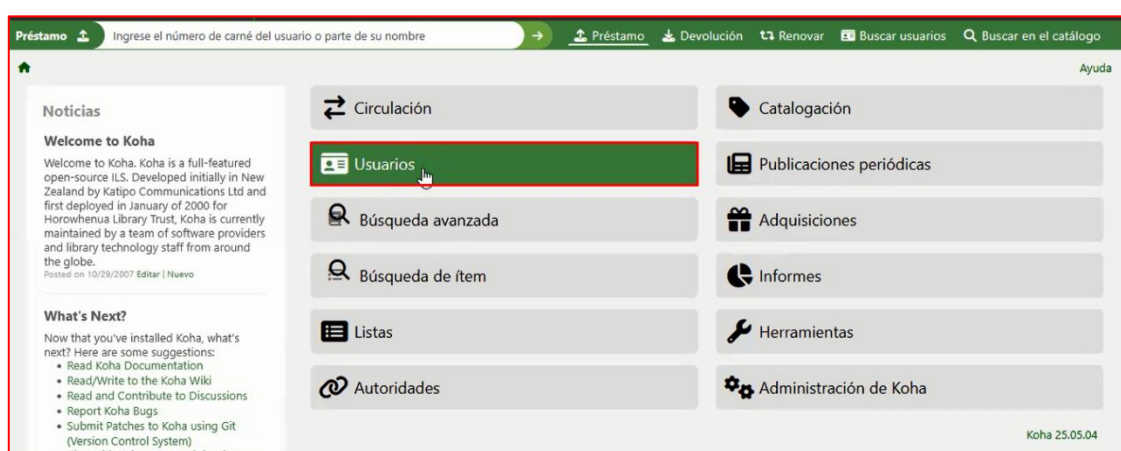 Préstamo
Ingrese el número de carné del usuario o parte de su nombre
Préstamo
Devolución
Renovar
Buscar usuarios
Buscar en el catálogo
Ayuda
Noticias
Welcome to Koha
Welcome to Koha. Koha is a full-featured
open-source ILS. Developed initially in New
Zealand by Katipo Communications Ltd and
first deployed in January of 2000 for
Horowhenua Library Trust, Koha is currently
maintained by a team of software providers
and library technology staff from around
the globe.
Posted on 10/29/2007 Editar | Nuevo
What's Next?
Now that you've installed Koha, what's
next? Here are some suggestions:
• Read Koha Documentation
• Read/Write to the Koha Wiki
• Read and Contribute to Discussions
• Report Koha Bugs
• Submit Patches to Koha using Git
(Version Control System)
Circulación
Usuarios
Búsqueda avanzada
Búsqueda de ítem
Listas
Autoridades
Catalogación
Publicaciones periódicas
Adquisiciones
Informes
Herramientas
Administración de Koha
Koha 25.05.04